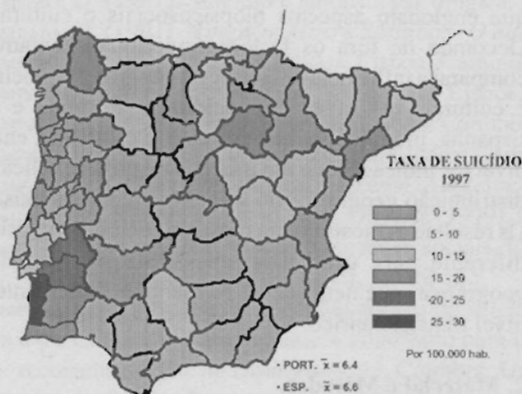 TAXA DE SUICÍDIO
1997
0 - 5
5 - 10
10 - 15
15 - 20
-20 - 25
25 - 30
Por 100.000 hab.
• PORT. x̄ = 6.4
• ESP. x̄ = 6.6